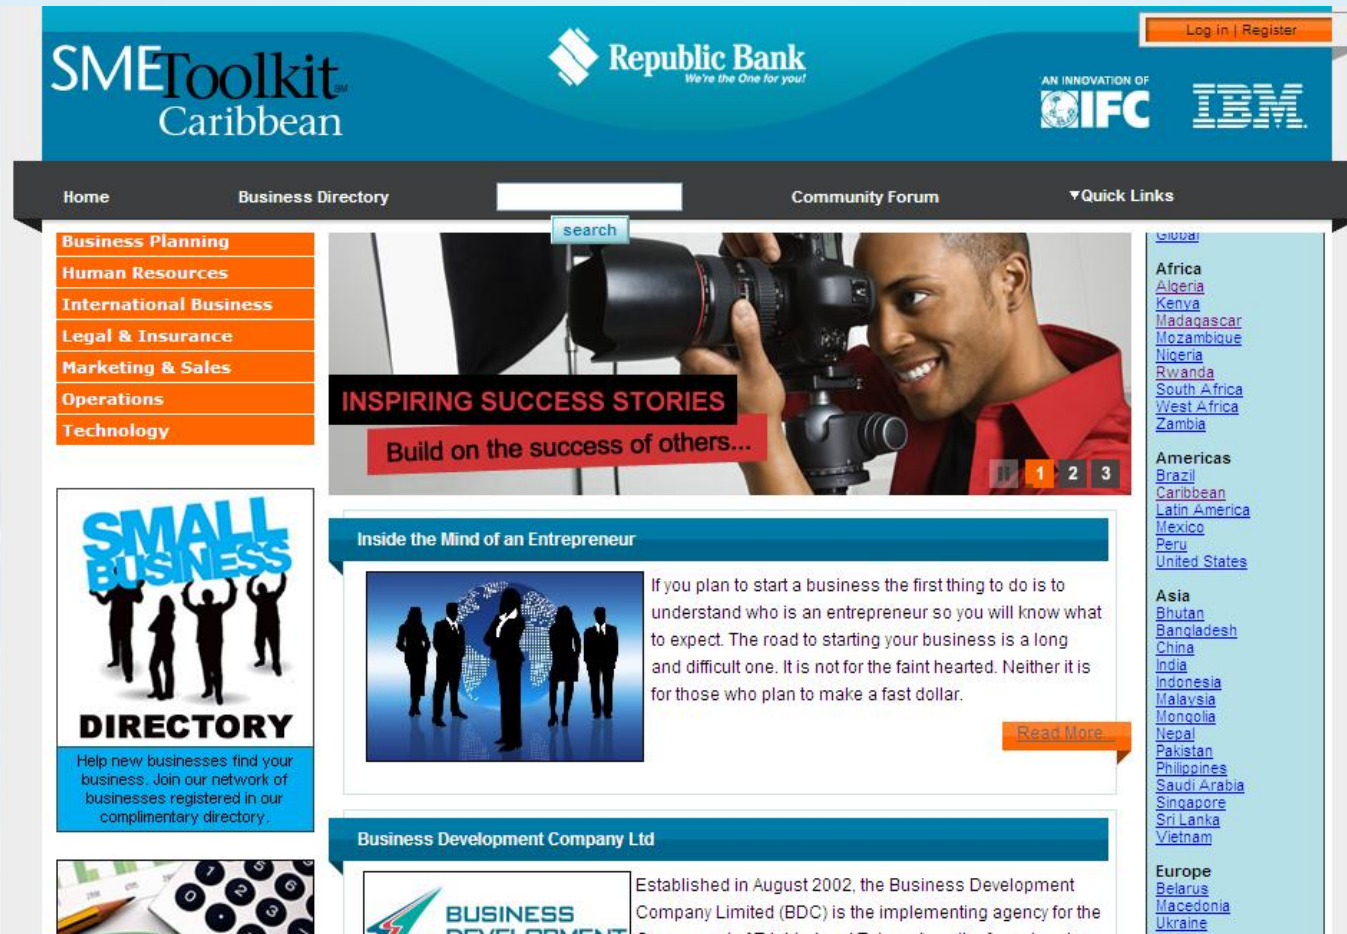 Log in | Register
SMEToolkit SM
Caribbean
Republic Bank
We're the One for you!
AN INNOVATION OF
IFC
IBM
Home
Business Directory
search
Community Forum
Quick Links
Business Planning
Human Resources
International Business
Legal & Insurance
Marketing & Sales
Operations
Technology
SMALL
BUSINESS
DIRECTORY
Help new businesses find your
business. Join our network of
businesses registered in our
complimentary directory.
INSPIRING SUCCESS STORIES
Build on the success of others...
1 2 3
Inside the Mind of an Entrepreneur
If you plan to start a business the first thing to do is to
understand who is an entrepreneur so you will know what
to expect. The road to starting your business is a long
and difficult one. It is not for the faint hearted. Neither it is
for those who plan to make a fast dollar.
Read More...
Business Development Company Ltd
BUSINESS
DEVELOPMENT
Established in August 2002, the Business Development
Company Limited (BDC) is the implementing agency for the
Global
Africa
Algeria
Kenya
Madagascar
Mozambique
Nigeria
Rwanda
South Africa
West Africa
Zambia
Americas
Brazil
Caribbean
Latin America
Mexico
Peru
United States
Asia
Bhutan
Bangladesh
China
India
Indonesia
Malaysia
Mongolia
Nepal
Pakistan
Philippines
Saudi Arabia
Singapore
Sri Lanka
Vietnam
Europe
Belarus
Macedonia
Ukraine